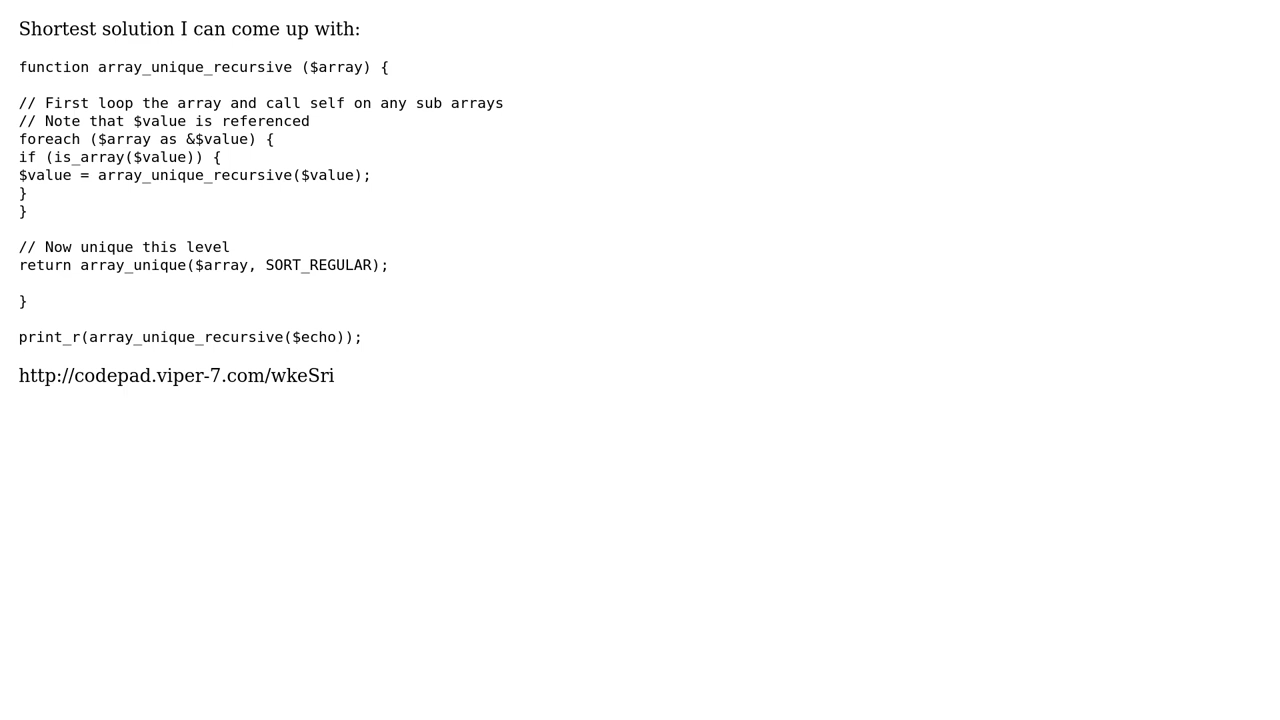 Shortest solution I can come up with:
function array_unique_recursive ($array) {
// First loop the array and call self on any sub arrays
// Note that $value is referenced
foreach ($array as &$value) {
if (is_array($value)) {
$value = array_unique_recursive($value);
}
}
// Now unique this level
return array_unique($array, SORT_REGULAR);
}
print_r(array_unique_recursive($echo));
http://codepad.viper-7.com/wkeSri